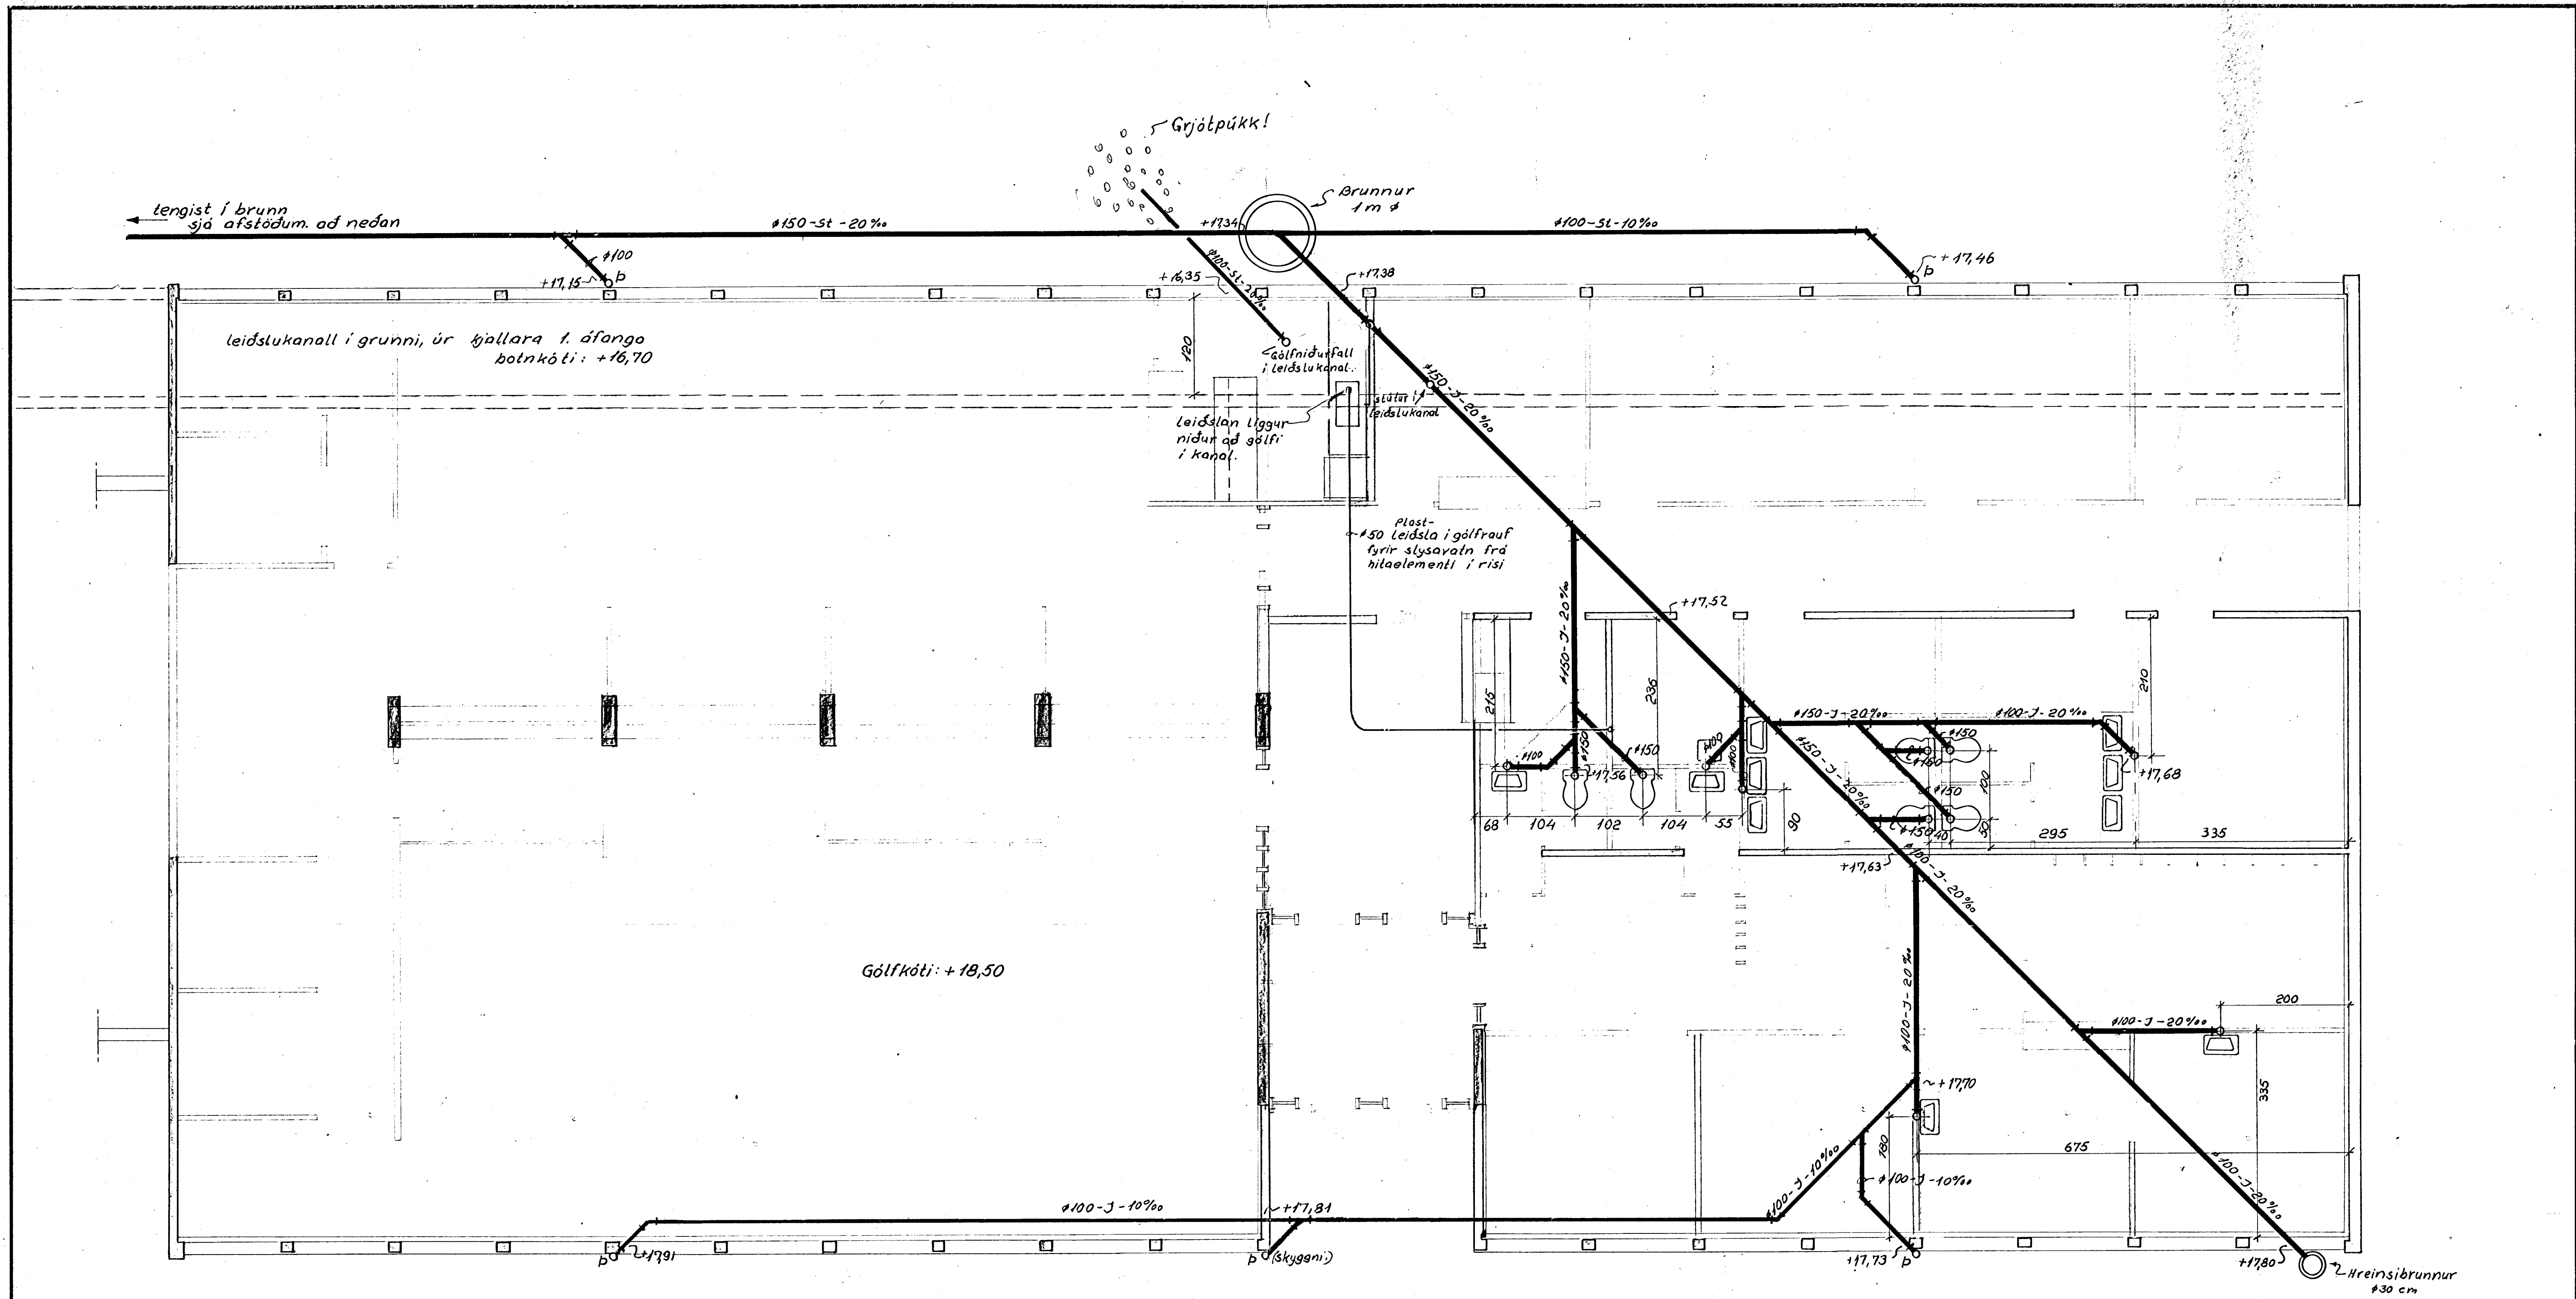 Grjótpúkk!
Brunnur
1 m ø
tengist í brunn
sjá afstöðum. að neðan
ø150-St-20‰
+17,34
ø100-St-10‰
ø100
+17,15
þ
+16,35
ø100-St-20‰
+17,38
+17,46
þ
leiðslukanall í grunni, úr kjallara 1. áfanga
botnkóti: +16,70
120
Gólfniðurfall
í leiðslukanal.
ø150-J-20‰
stútur í
leiðslukanal
leiðslan liggur
niður að gólfi
í kanal.
Plast-
ø50 leiðsla í gólfrauf
fyrir slysavatn frá
hitaelementi í risi
ø150-J-20‰
+17,52
215
235
210
ø150-J-20‰
ø100-J-20‰
ø100
ø150
+17,56
ø150
ø100
ø100
ø150-J-20‰
ø150
ø150
ø150
100
+17,68
68
104
102
104
55
90
ø150
40
50
295
335
+17,63
ø100-J-20‰
Gólfkóti: +18,50
ø100-J-20‰
200
ø100-J-20‰
+17,70
335
180
675
ø100-J-10‰
ø100-J-10‰
ø100-J-20‰
ø100-J-10‰
+17,81
þ
+17,91
þ (skyggni)
+17,73
þ
+17,80
Hreinsibrunnur
ø30 cm